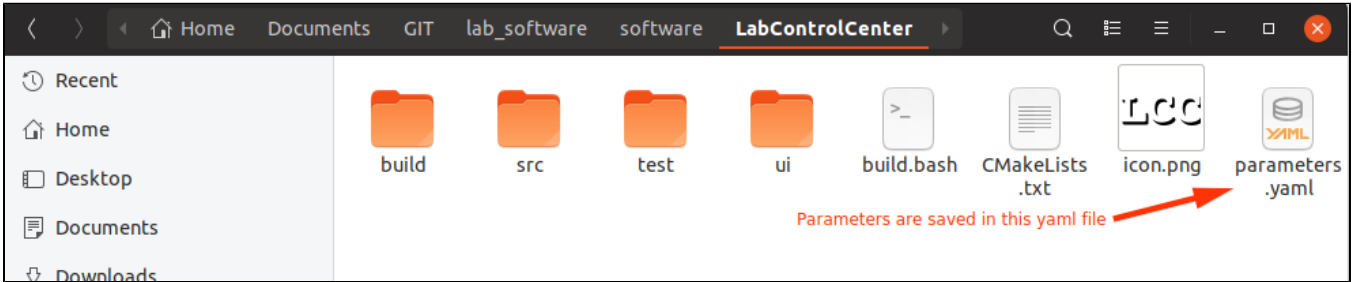 Home Documents GIT lab_software software LabControlCenter
Recent
Home
Desktop
Documents
Downloads
>_
LCC
YAML
build src test ui build.bash CMakeLists icon.png parameters
.txt .yaml
Parameters are saved in this yaml file